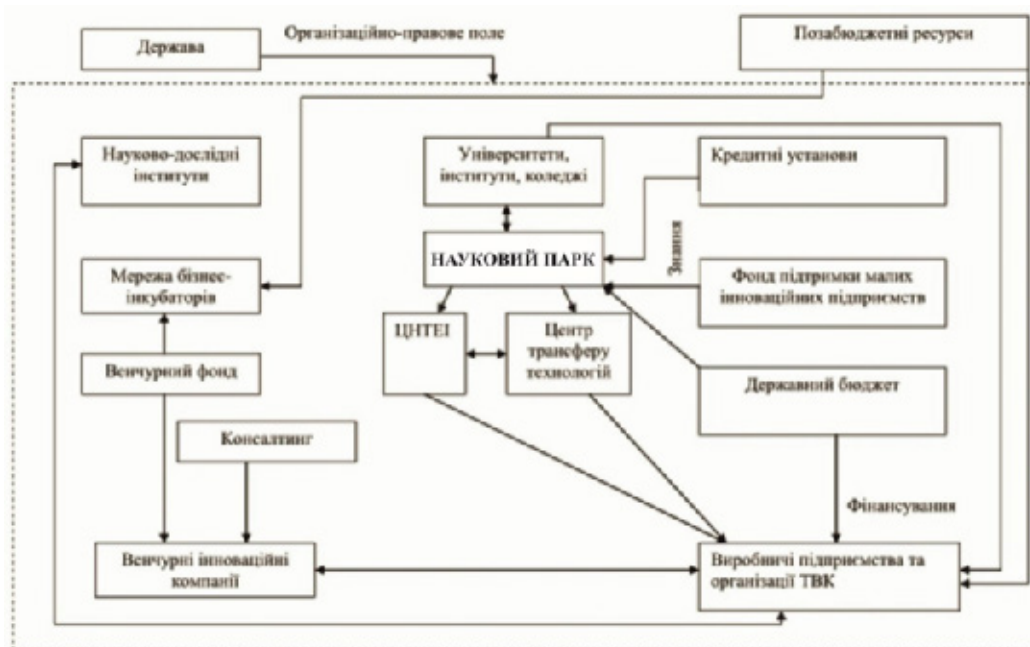 Держава
Організаційно-правове поле
Позабюджетні ресурси
Науково-дослідні
інститути
Університети,
інститути, коледжі
Кредитні установи
Знання
НАУКОВИЙ ПАРК
Мережа бізнес-
інкубаторів
Фонд підтримки малих
інноваційних підприємств
ЦНТЕІ
Центр
трансферу
технологій
Венчурний фонд
Державний бюджет
Консалтинг
Фінансування
Венчурні інноваційні
компанії
Виробничі підприємства та
організації ТВК